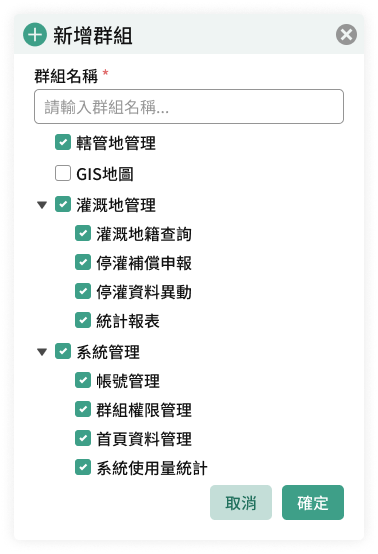 新增群組
群組名稱 *
請輸入群組名稱...
轄管地管理
GIS地圖
灌溉地管理
灌溉地籍查詢
停灌補償申報
停灌資料異動
統計報表
系統管理
帳號管理
群組權限管理
首頁資料管理
系統使用量統計
取消
確定